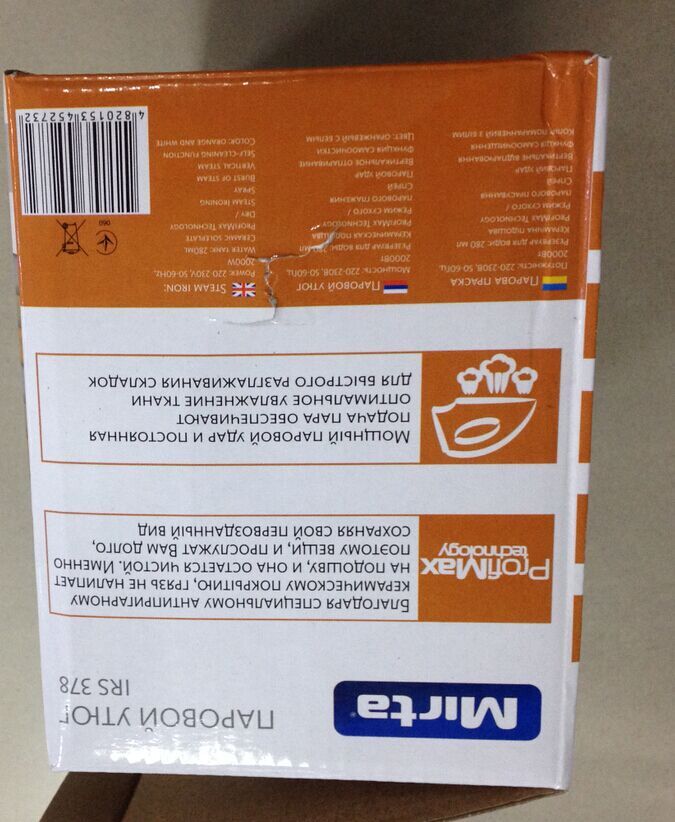 Mirta
ПАРОВОЙ УТЮГ
IRS 378
ProfiMax
technology
Благодаря специальному антипригарному
керамическому покрытию, грязь не налипает
на подошву, и она остается чистой. Именно
поэтому и вещи, и прослужат Вам долго,
сохраняя свой первозданный вид
Мощный паровой удар и постоянная
подача пара обеспечивают
оптимальное увлажнение ткани
для быстрого разглаживания складок
Парова праска
Потужність: 220-230В, 50-60Гц,
2000Вт
Резервуар для води: 280 мл
Керамічна подошва
ProfiMax Technology
Режим сухого /
парового прасування
Спрей
Паровий удар
Вертикальне відпарювання
Функція самоочищення
Колір: помаранчевий з білим
Паровой утюг
Мощность: 220-230В, 50-60Гц,
2000Вт
Резервуар для воды: 280 мл
Керамическая подошва
ProfiMax Technology
Режим сухого /
парового глажения
Спрей
Паровой удар
Вертикальное отпаривание
Функция самоочистки
Цвет: оранжевый с белым
Steam iron:
Power: 220 230V, 50-60Hz,
2000W
Water tank: 280ml
Ceramic soleplate
ProfiMax Technology
Dry /
Steam ironing
Spray
Burst of steam
Vertical steam
Self-cleaning function
Color: orange and white
060
4 820153 452732